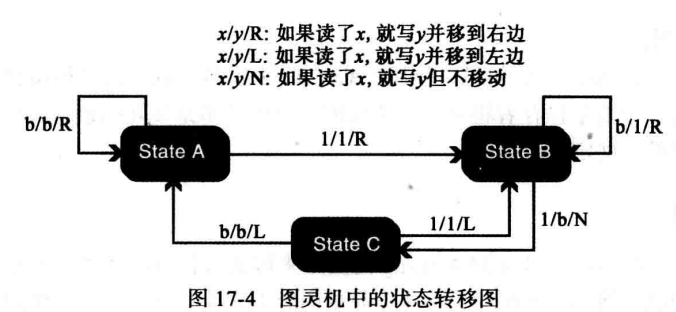 x/y/R: 如果读了x, 就写y并移到右边
x/y/L: 如果读了x, 就写y并移到左边
x/y/N: 如果读了x, 就写y但不移动
b/b/R
State A
1/1/R
State B
b/1/R
b/b/L
State C
1/1/L
1/b/N
图 17-4 图灵机中的状态转移图